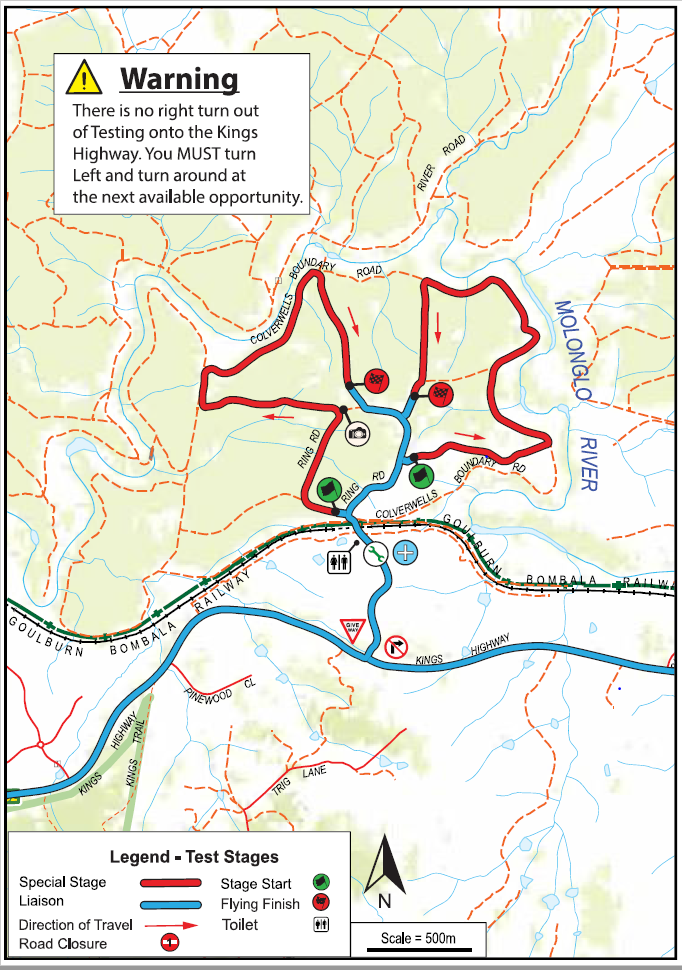 Warning
There is no right turn out
of Testing onto the Kings
Highway. You MUST turn
Left and turn around at
the next available opportunity.
RIVER ROAD
COLVERWELLS BOUNDARY ROAD
MOLONGLO
RIVER
RING RD
RING RD
COLVERWELLS BOUNDARY RD
GOULBURN BOMBALA RAILWAY
GOULBURN BOMBALA RAILWA
GIVE
WAY
KINGS HIGHWAY
PINEWOOD CL
KINGS HIGHWAY
KINGS TRAIL
TRIG LANE
Legend - Test Stages
Special Stage
Stage Start
Liaison
Flying Finish
Direction of Travel
Toilet
Road Closure
N
Scale = 500m